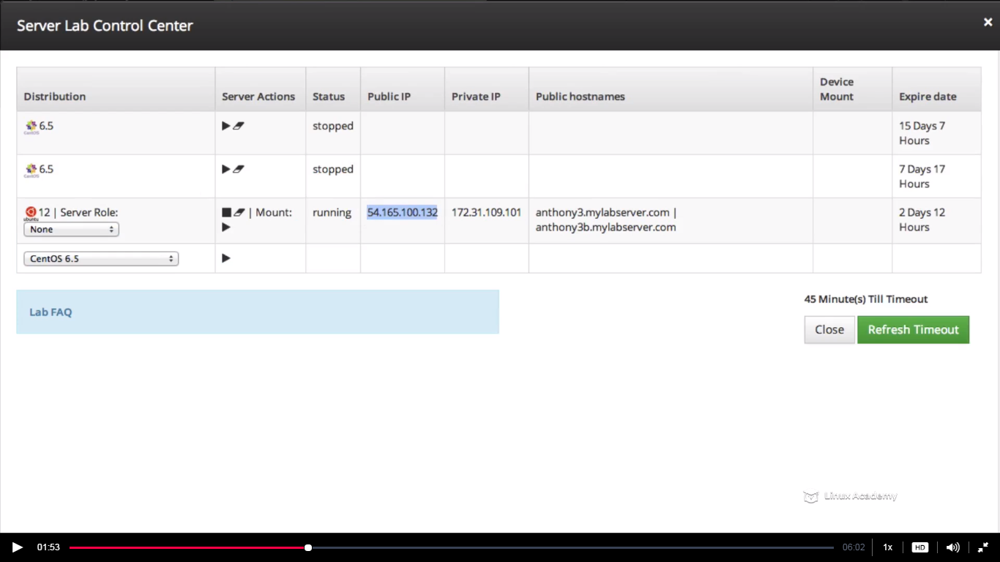 Server Lab Control Center
Distribution
Server Actions
Status
Public IP
Private IP
Public hostnames
Device
Mount
Expire date
CentOS 6.5
stopped
15 Days 7
Hours
CentOS 6.5
stopped
7 Days 17
Hours
ubuntu 12 | Server Role:
None
| Mount:
running
54.165.100.132
172.31.109.101
anthony3.mylabserver.com |
anthony3b.mylabserver.com
2 Days 12
Hours
CentOS 6.5
Lab FAQ
45 Minute(s) Till Timeout
Close
Refresh Timeout
Linux Academy
01:53
06:02
1x
HD